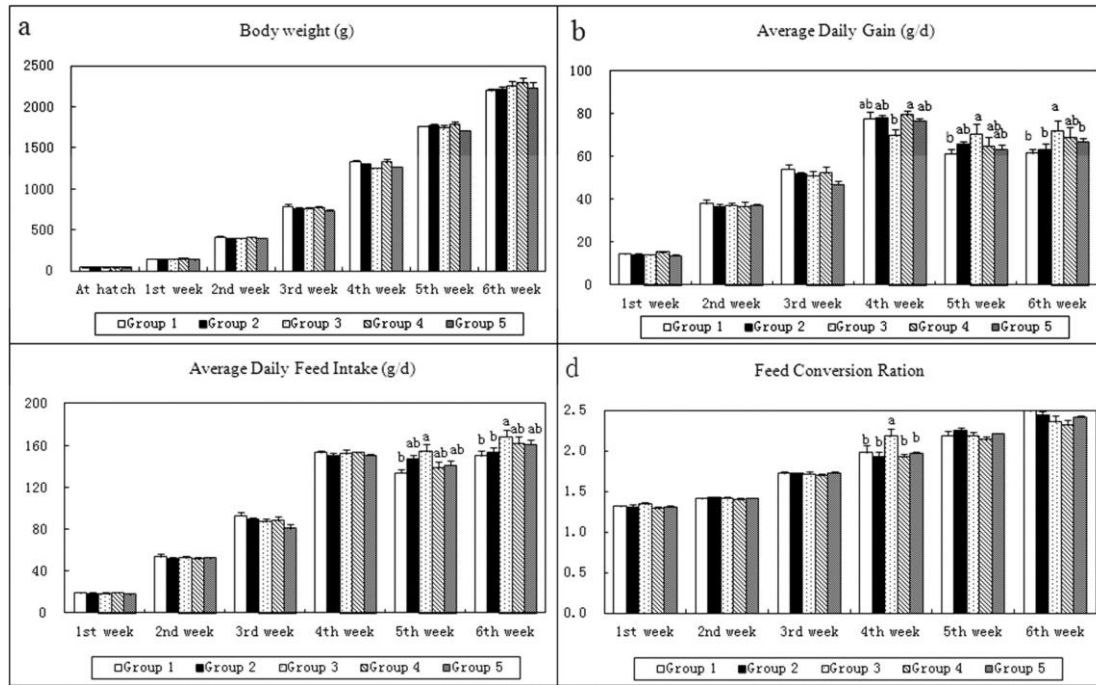 a
Body weight (g)
2500
2000
1500
1000
500
0
At hatch 1st week 2nd week 3rd week 4th week 5th week 6th week
Group 1 Group 2 Group 3 Group 4 Group 5
b
Average Daily Gain (g/d)
100
80
60
40
20
0
ab ab b a ab
b ab a ab b
b b a ab b
1st week 2nd week 3rd week 4th week 5th week 6th week
Group 1 Group 2 Group 3 Group 4 Group 5
Average Daily Feed Intake (g/d)
200
160
120
80
40
0
b ab a ab ab
b b a ab ab
1st week 2nd week 3rd week 4th week 5th week 6th week
Group 1 Group 2 Group 3 Group 4 Group 5
d
Feed Conversion Ration
2.5
2.0
1.5
1.0
0.5
0.0
b b a b b
1st week 2nd week 3rd week 4th week 5th week 6th week
Group 1 Group 2 Group 3 Group 4 Group 5